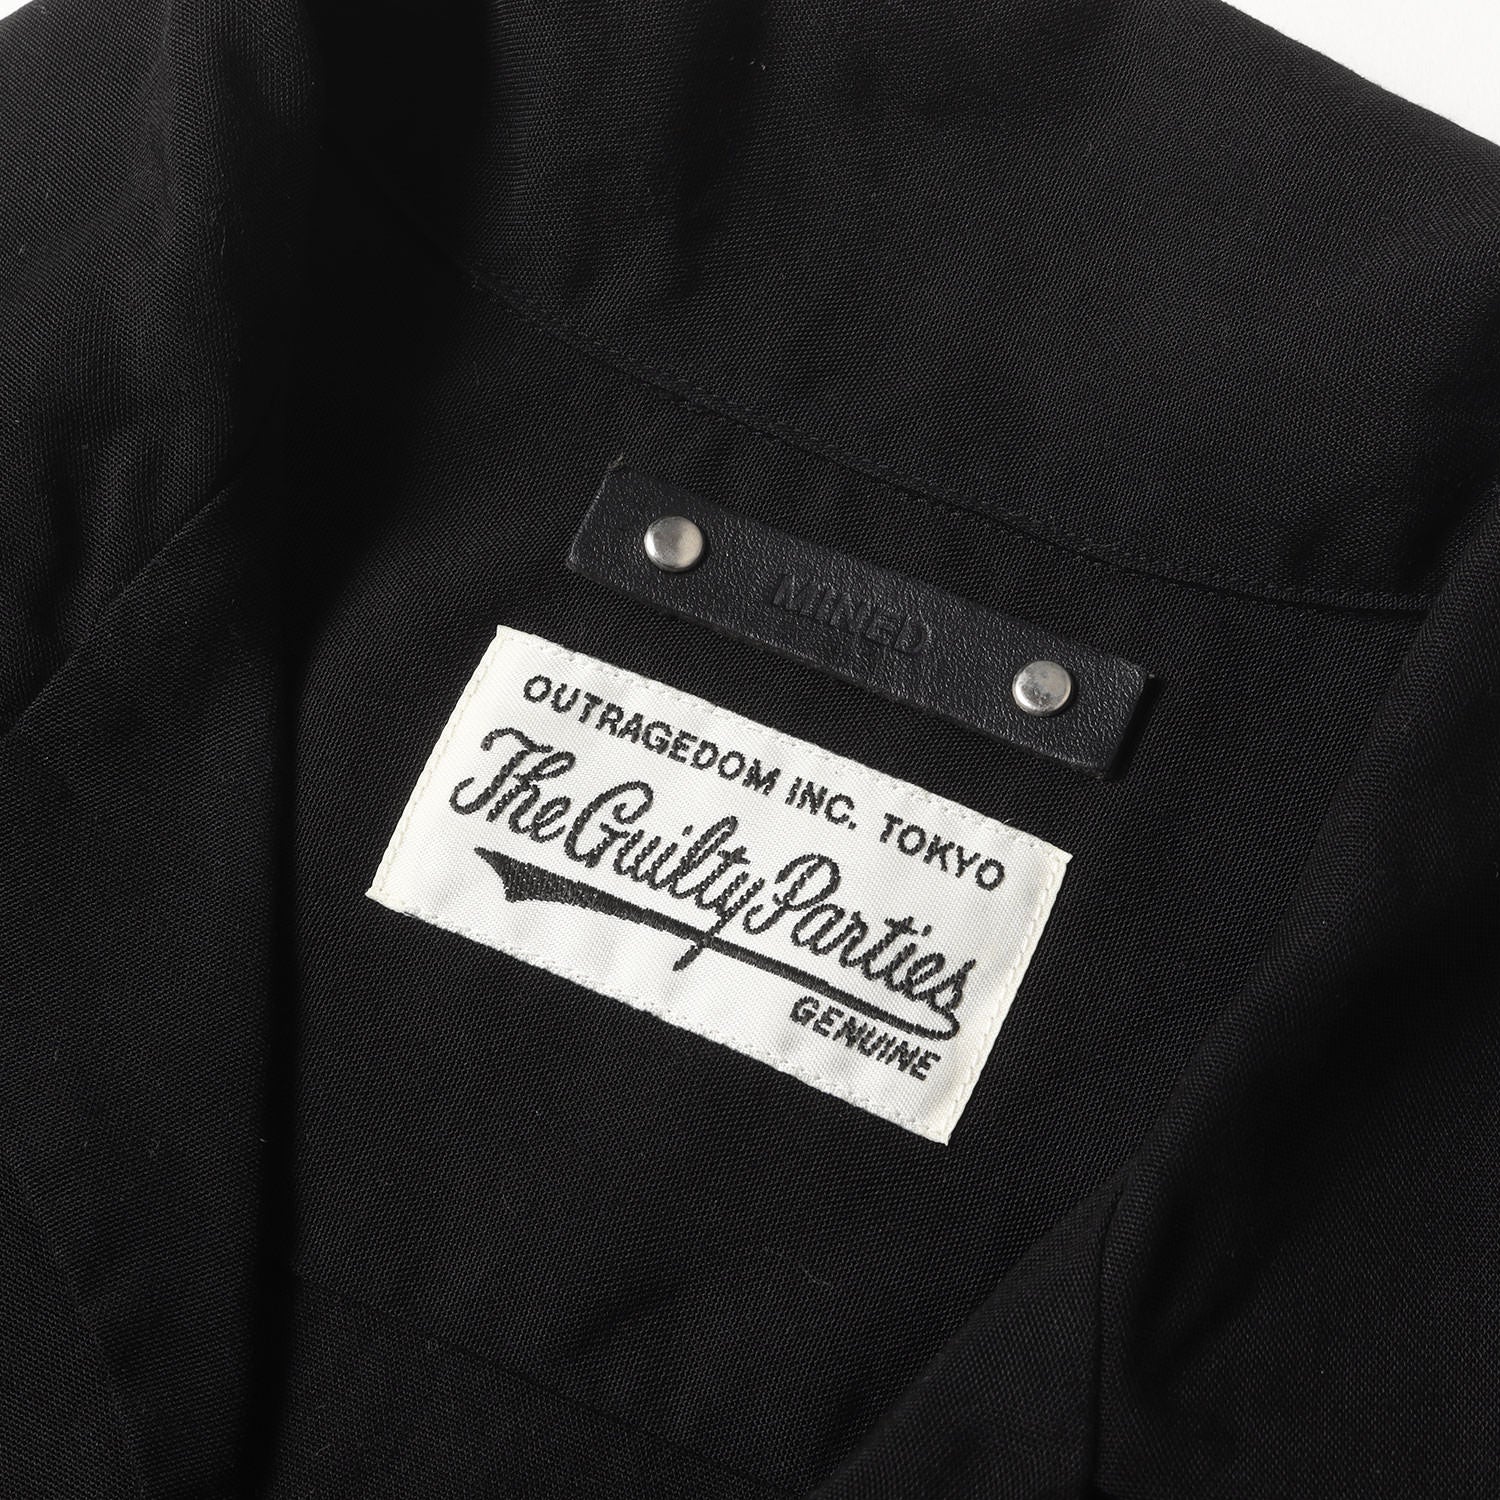 MINED
OUTRAGEDOM INC. TOKYO
The Guilty Parties
GENUINE